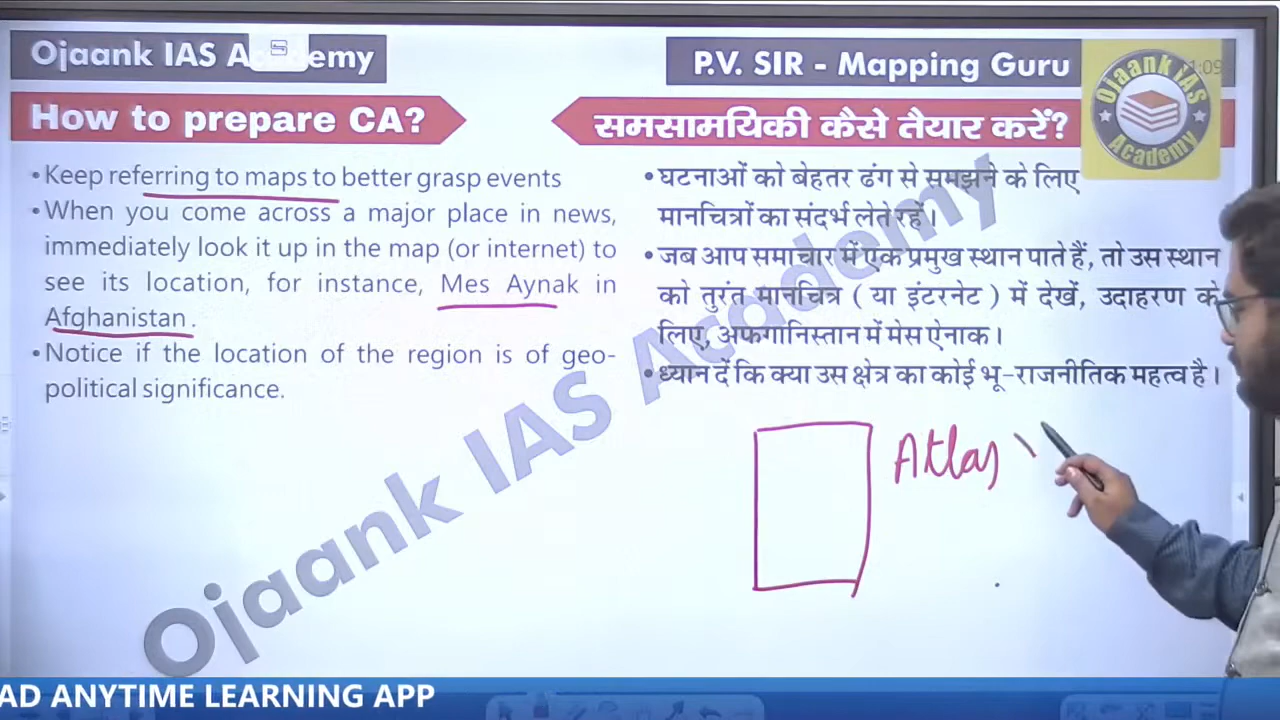 Ojaank IAS Academy
P.V. SIR - Mapping Guru
How to prepare CA?
समसामयिकी कैसे तैयार करें?
Ojaank IAS
Academy
•Keep referring to maps to better grasp events
•When you come across a major place in news,
immediately look it up in the map (or internet) to
see its location, for instance, Mes Aynak in
Afghanistan.
•Notice if the location of the region is of geo-
political significance.
•घटनाओं को बेहतर ढंग से समझने के लिए
मानचित्रों का संदर्भ लेते रहें।
•जब आप समाचार में एक प्रमुख स्थान पाते हैं, तो उस स्थान
को तुरंत मानचित्र ( या इंटरनेट ) में देखें, उदाहरण के
लिए, अफगानिस्तान में मेस ऐनाक।
•ध्यान दें कि क्या उस क्षेत्र का कोई भू-राजनीतिक महत्व है।
Atlas
Ojaank IAS Academy
AD ANYTIME LEARNING APP